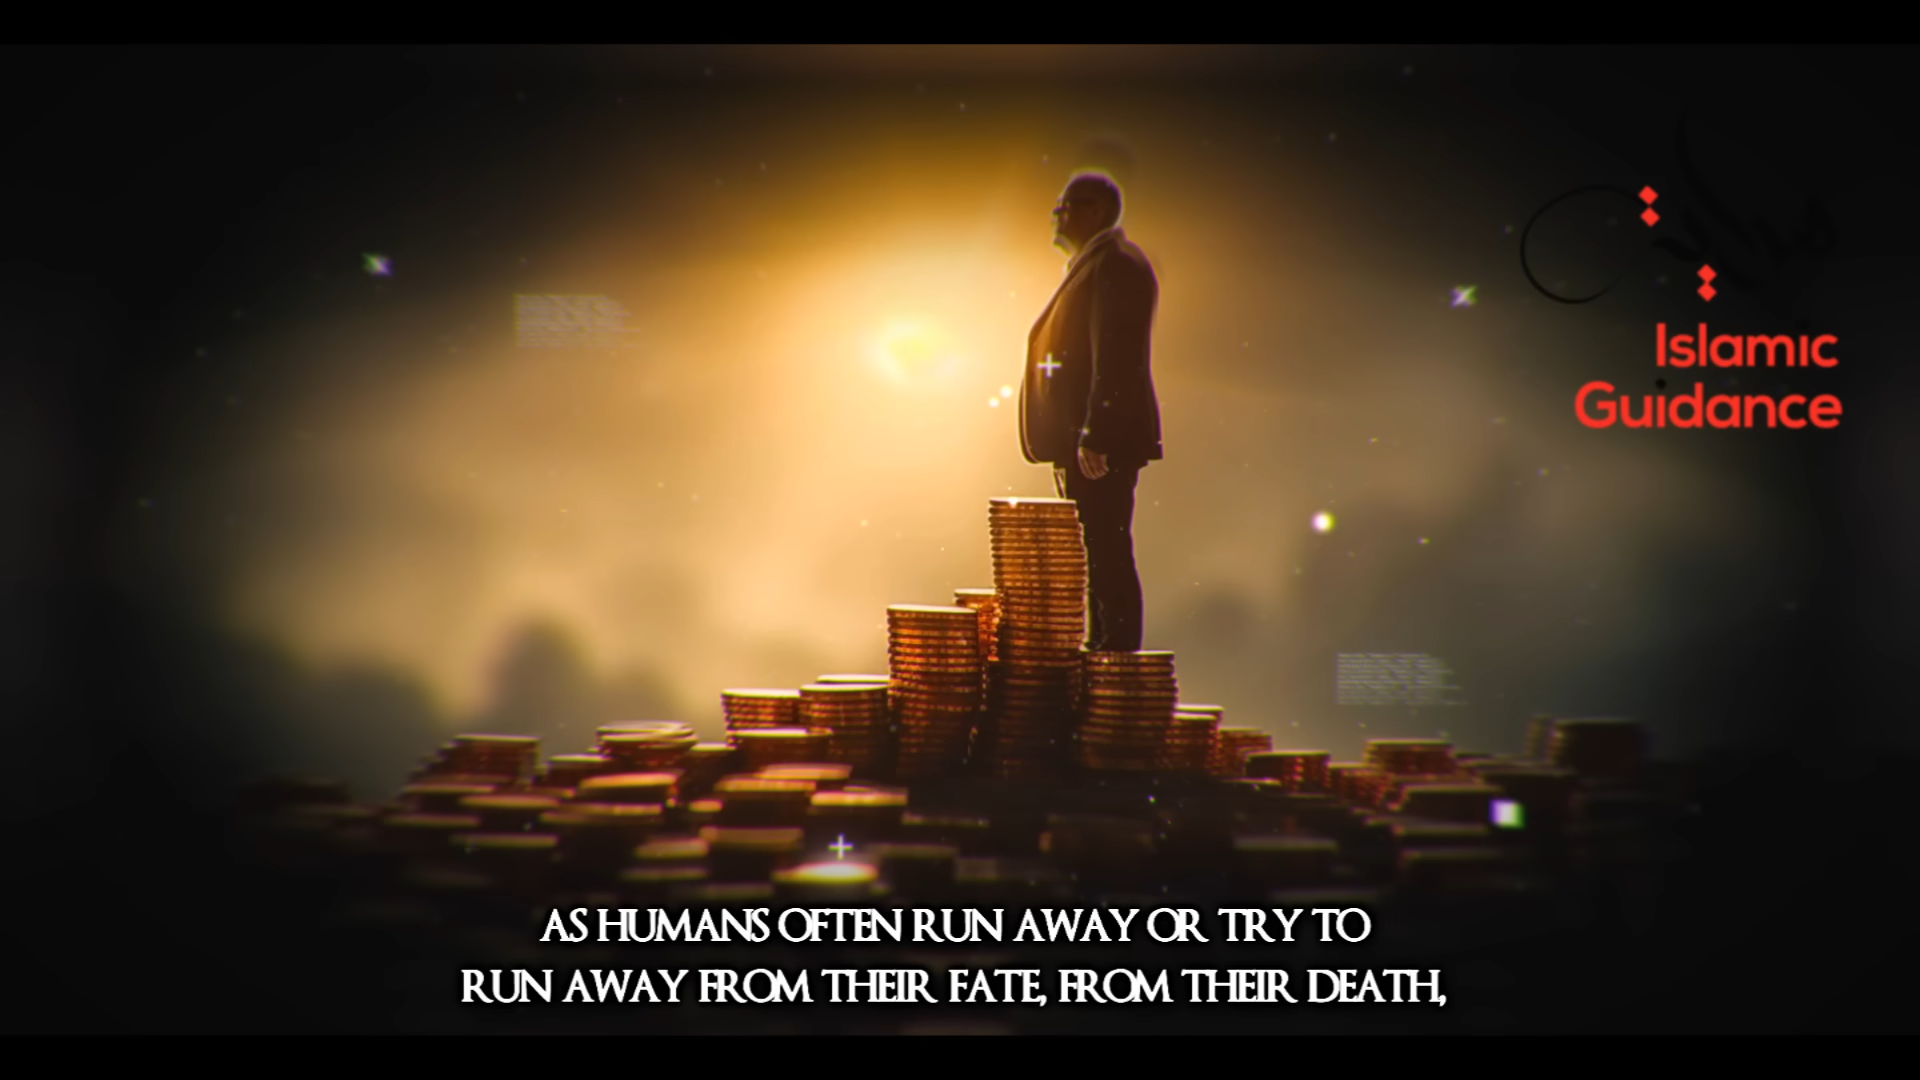 Islamic
Guidance
AS HUMANS OFTEN RUN AWAY OR TRY TO
RUN AWAY FROM THEIR FATE, FROM THEIR DEATH,